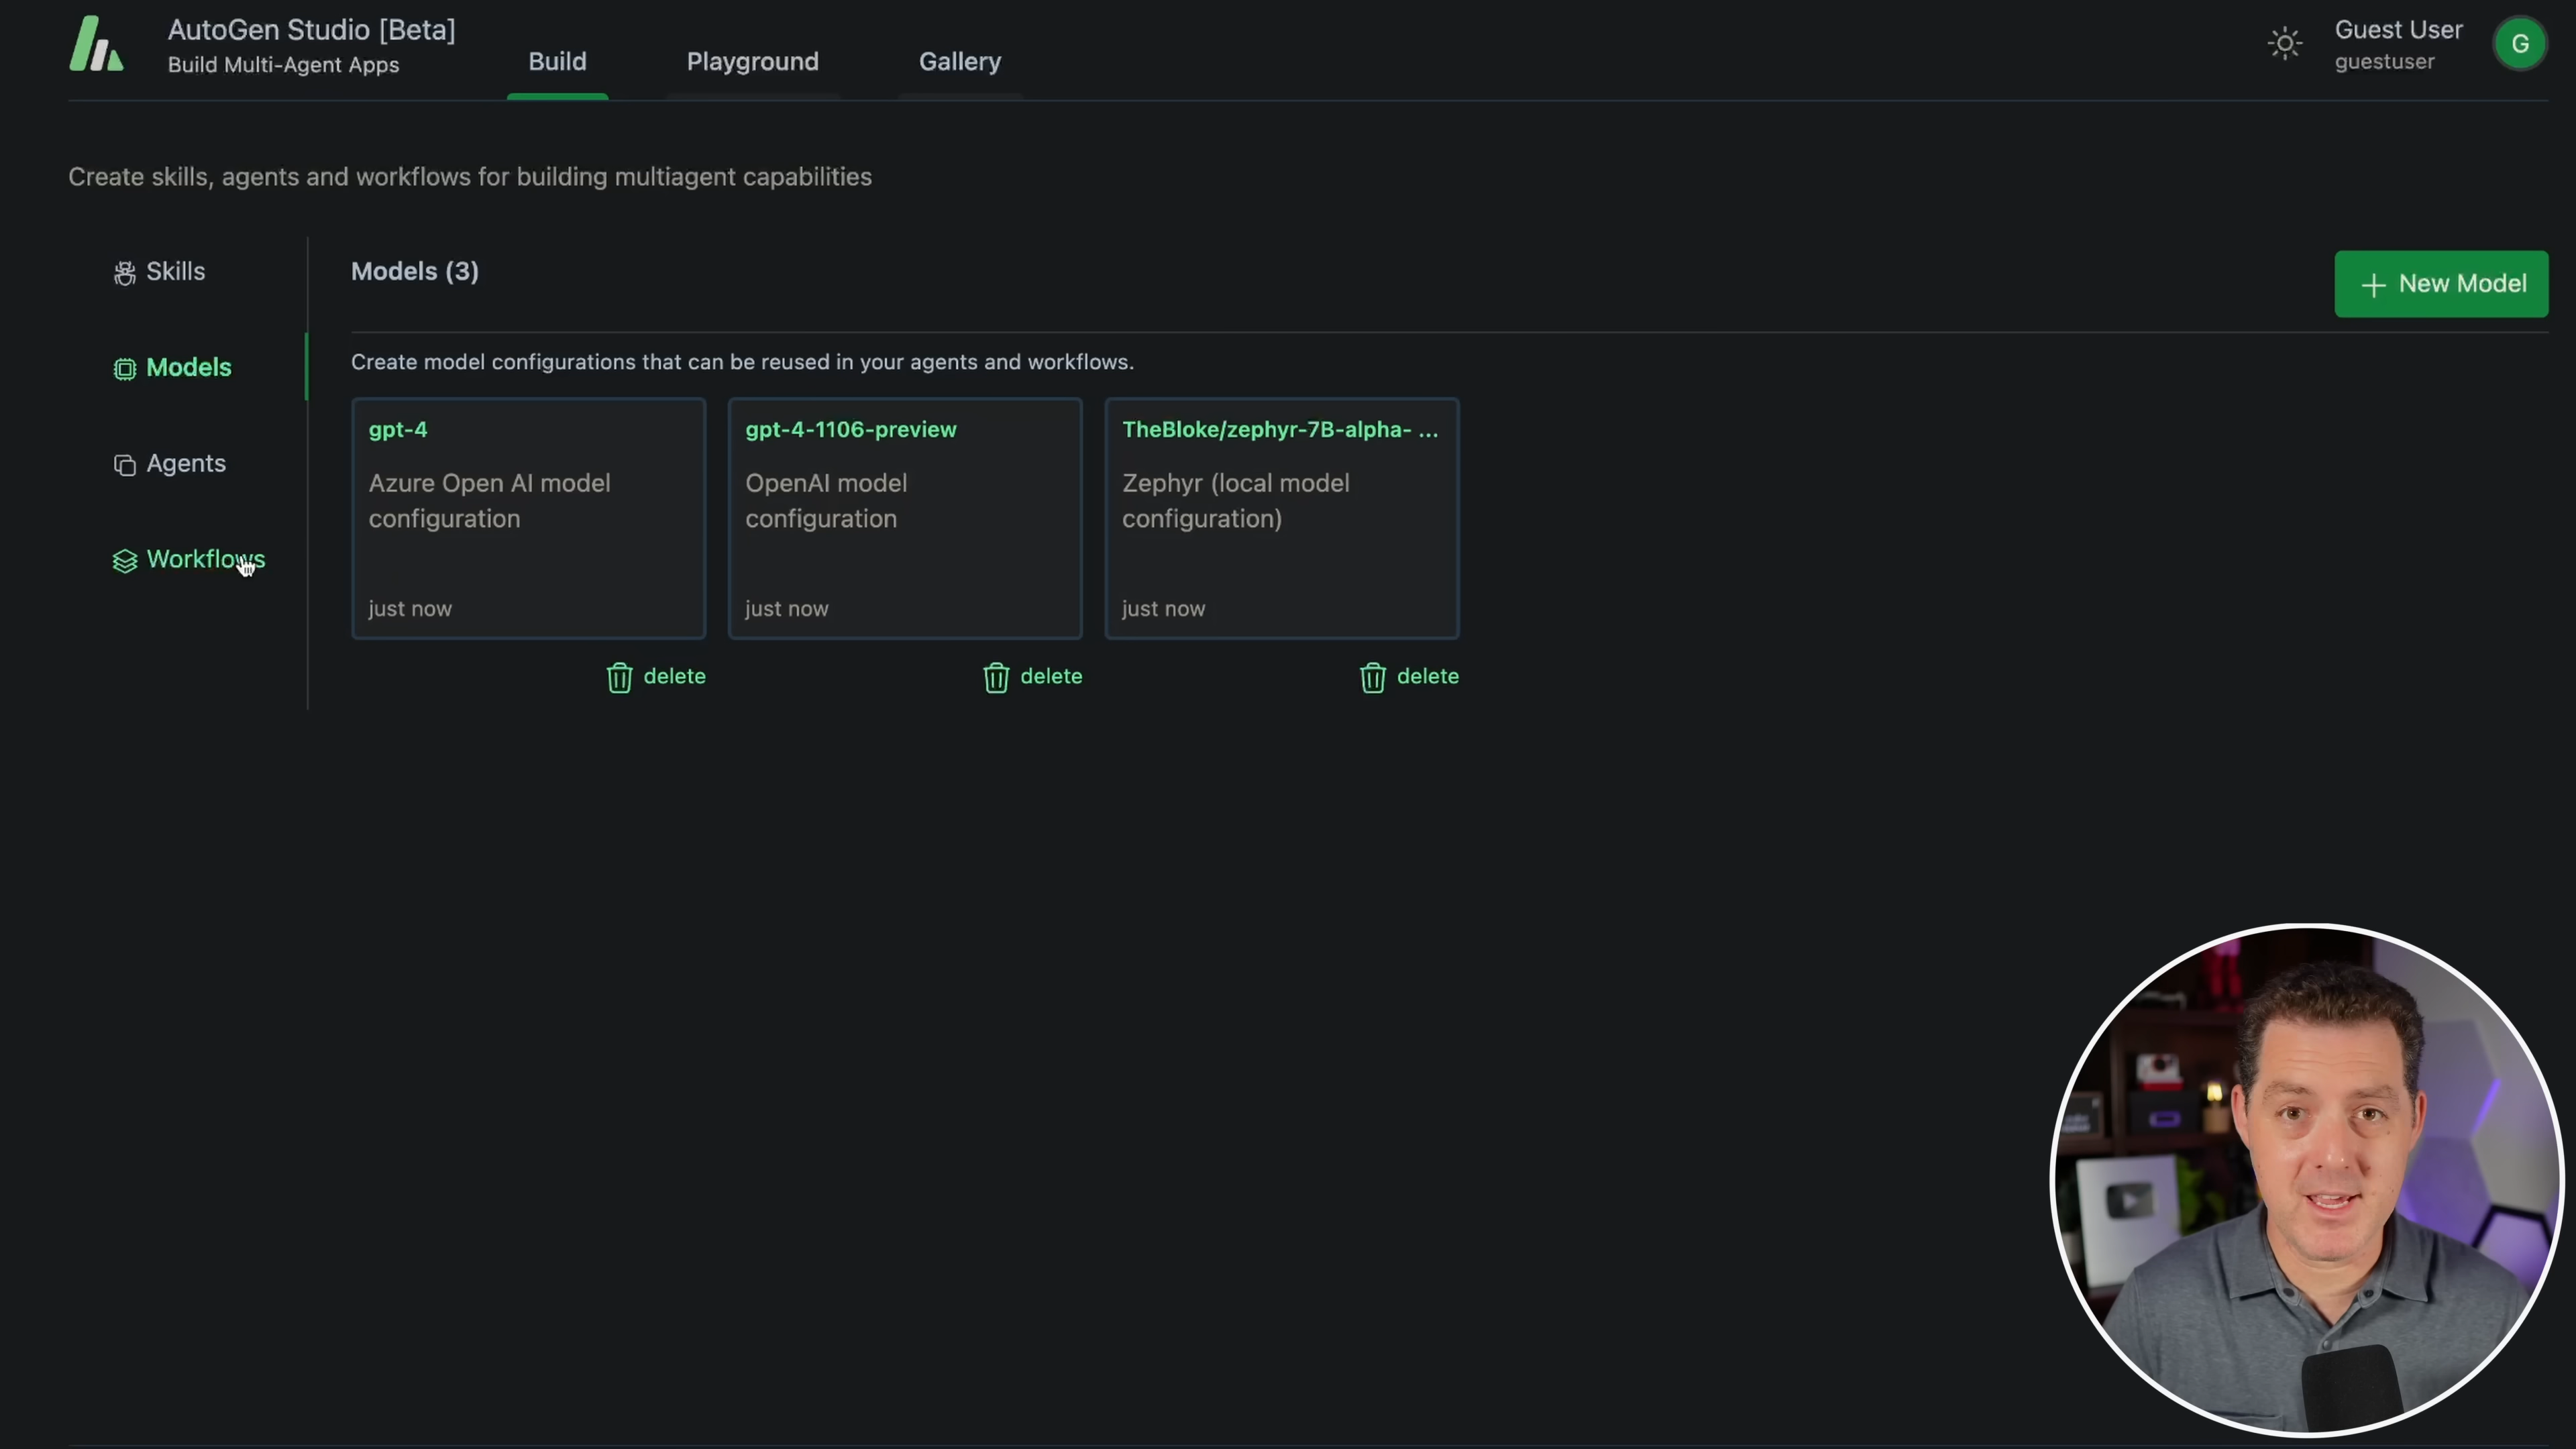 AutoGen Studio [Beta]
Build Multi-Agent Apps
Build
Playground
Gallery
Guest User
guestuser
G
Create skills, agents and workflows for building multiagent capabilities
Skills
Models
Agents
Workflows
Models (3)
New Model
Create model configurations that can be reused in your agents and workflows.
gpt-4
Azure Open AI model
configuration
just now
delete
gpt-4-1106-preview
OpenAI model
configuration
just now
delete
TheBloke/zephyr-7B-alpha- ...
Zephyr (local model
configuration)
just now
delete